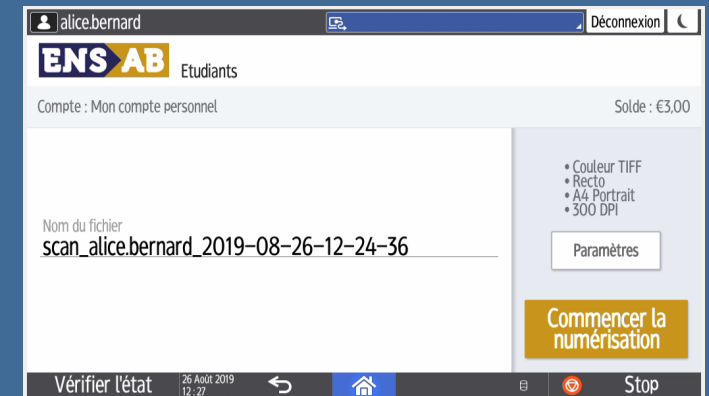 alice.bernard
Déconnexion
ENSAB
Etudiants
Compte : Mon compte personnel
Solde : €3,00
• Couleur TIFF
• Recto
• A4 Portrait
• 300 DPI
Nom du fichier
scan_alice.bernard_2019-08-26-12-24-36
Paramètres
Commencer la
numérisation
Vérifier l'état
26 Août 2019
12 : 27
Stop